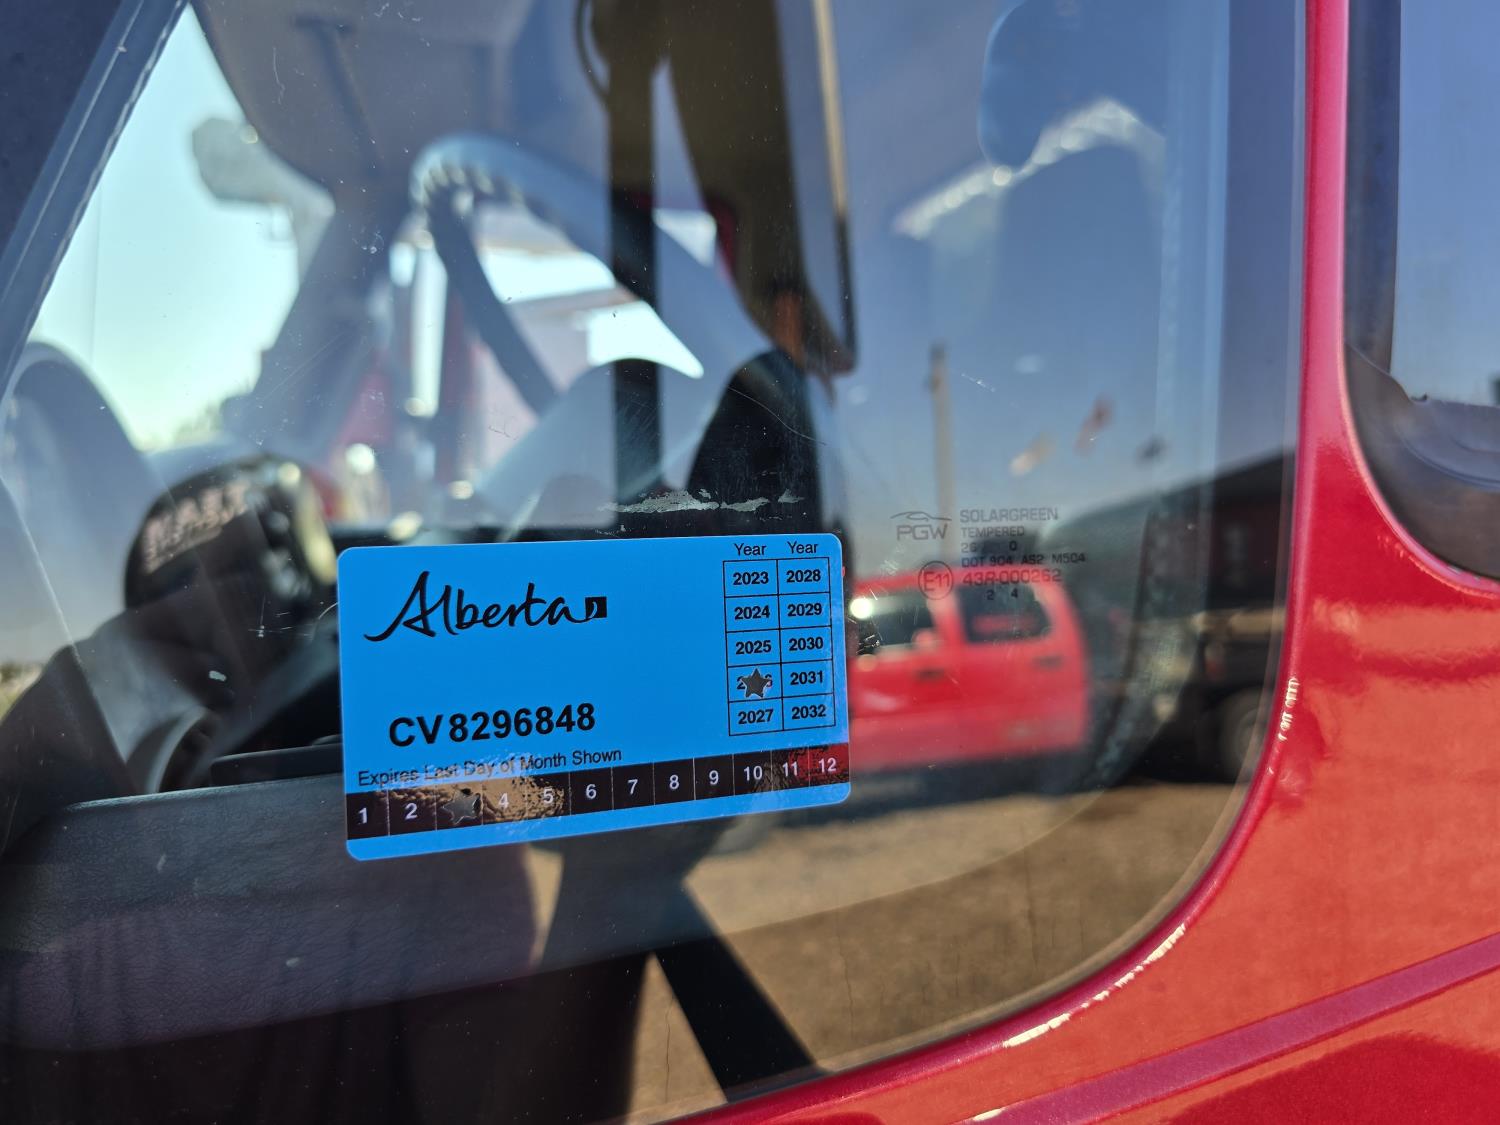 Alberta
CV8296848
Expires Last Day of Month Shown
Year Year
2023 2028
2024 2029
2025 2030
2031
2027 2032
1 2 4 5 6 7 8 9 10 11 12
PGW
SOLARGREEN
TEMPERED
DOT 904 AS2 M504
E11 43R-000262
2 4